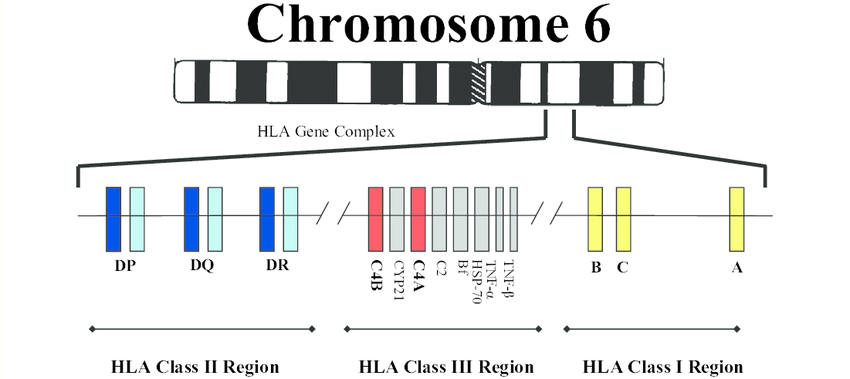 Chromosome 6
HLA Gene Complex
DP
DQ
DR
C4B
CYP21
C4A
C2
Bf
HSP-70
TNF-α
TNF-β
B
C
A
HLA Class II Region
HLA Class III Region
HLA Class I Region